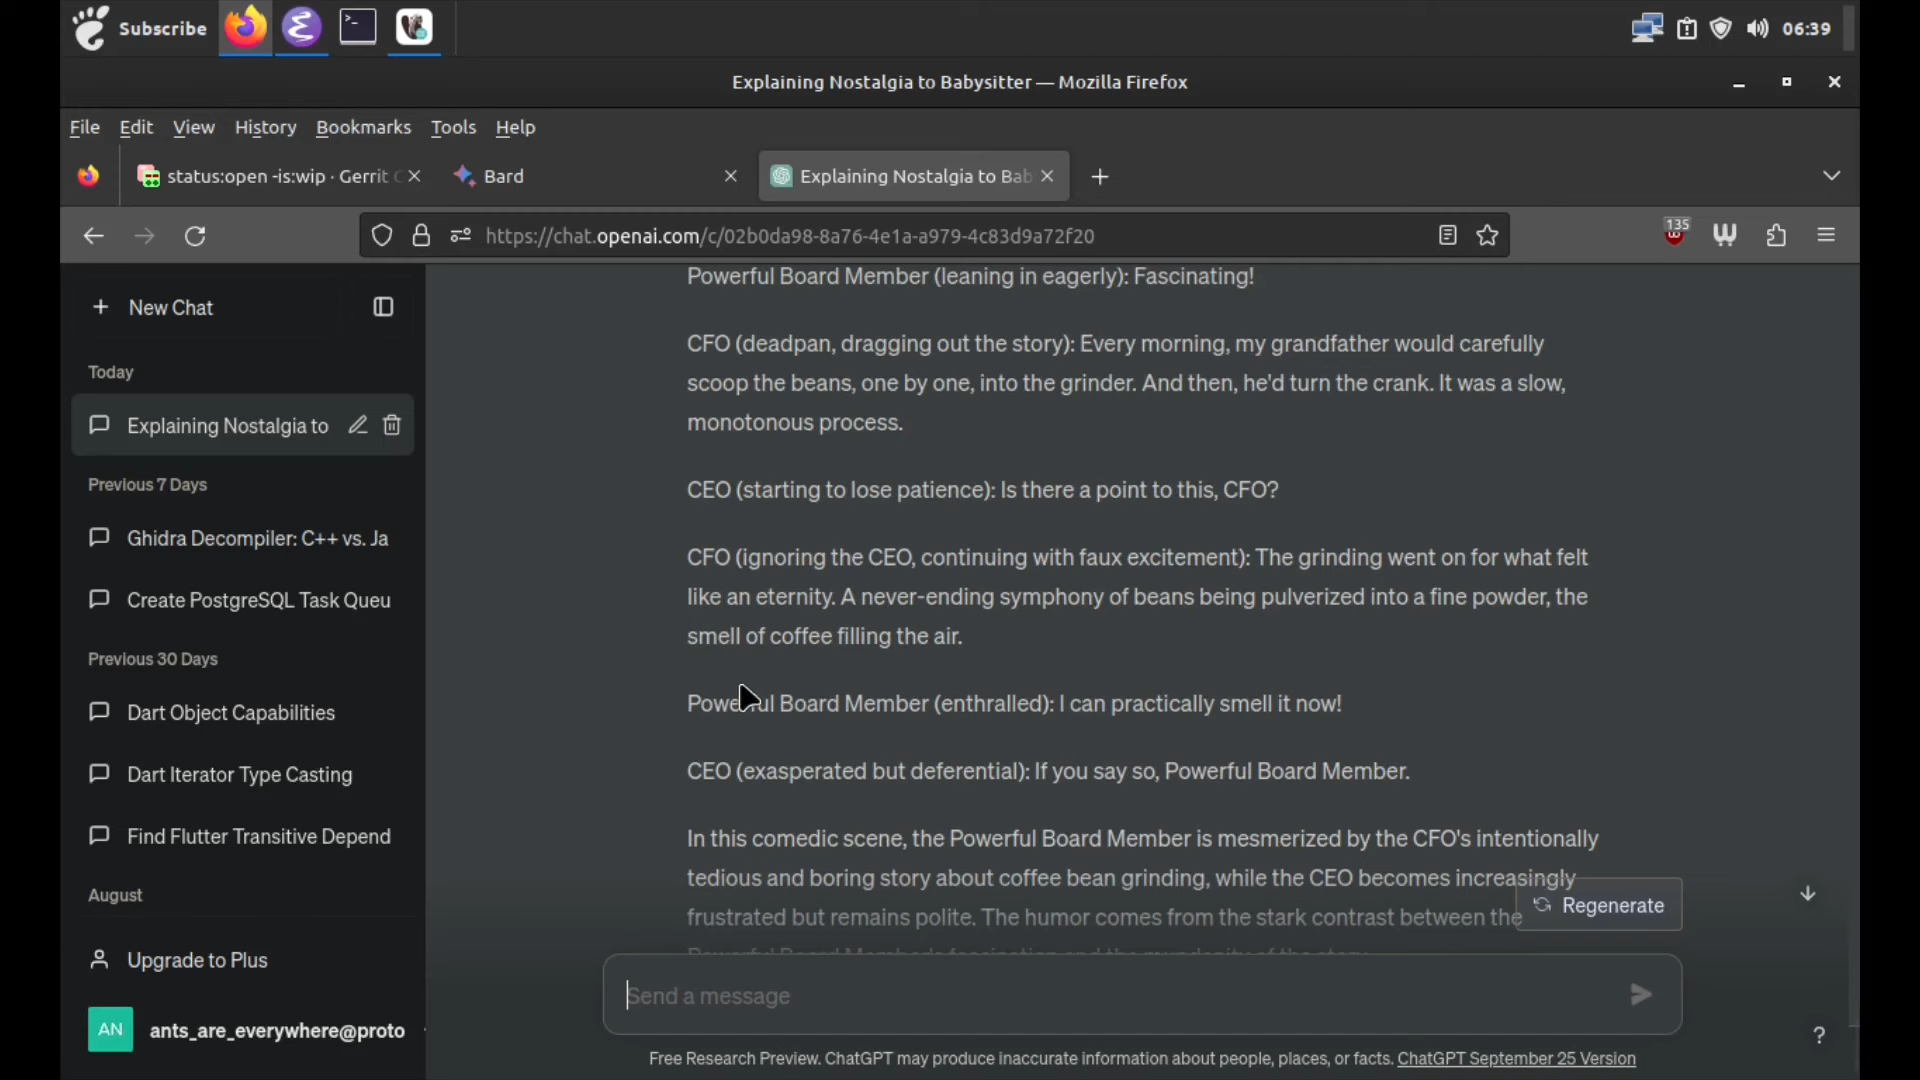 Subscribe
06:39
Explaining Nostalgia to Babysitter — Mozilla Firefox
File Edit View History Bookmarks Tools Help
status:open -is:wip · Gerrit C
Bard
Explaining Nostalgia to Bab
https://chat.openai.com/c/02b0da98-8a76-4e1a-a979-4c83d9a72f20
135
New Chat
Today
Explaining Nostalgia to
Previous 7 Days
Ghidra Decompiler: C++ vs. Ja
Create PostgreSQL Task Queu
Previous 30 Days
Dart Object Capabilities
Dart Iterator Type Casting
Find Flutter Transitive Depend
August
Upgrade to Plus
AN ants_are_everywhere@proto
Powerful Board Member (leaning in eagerly): Fascinating!
CFO (deadpan, dragging out the story): Every morning, my grandfather would carefully
scoop the beans, one by one, into the grinder. And then, he'd turn the crank. It was a slow,
monotonous process.
CEO (starting to lose patience): Is there a point to this, CFO?
CFO (ignoring the CEO, continuing with faux excitement): The grinding went on for what felt
like an eternity. A never-ending symphony of beans being pulverized into a fine powder, the
smell of coffee filling the air.
Powerful Board Member (enthralled): I can practically smell it now!
CEO (exasperated but deferential): If you say so, Powerful Board Member.
In this comedic scene, the Powerful Board Member is mesmerized by the CFO's intentionally
tedious and boring story about coffee bean grinding, while the CEO becomes increasingly
frustrated but remains polite. The humor comes from the stark contrast between the
Powerful Board Member's fascination and the mundanity of the story.
Regenerate
Send a message
?
Free Research Preview. ChatGPT may produce inaccurate information about people, places, or facts. ChatGPT September 25 Version